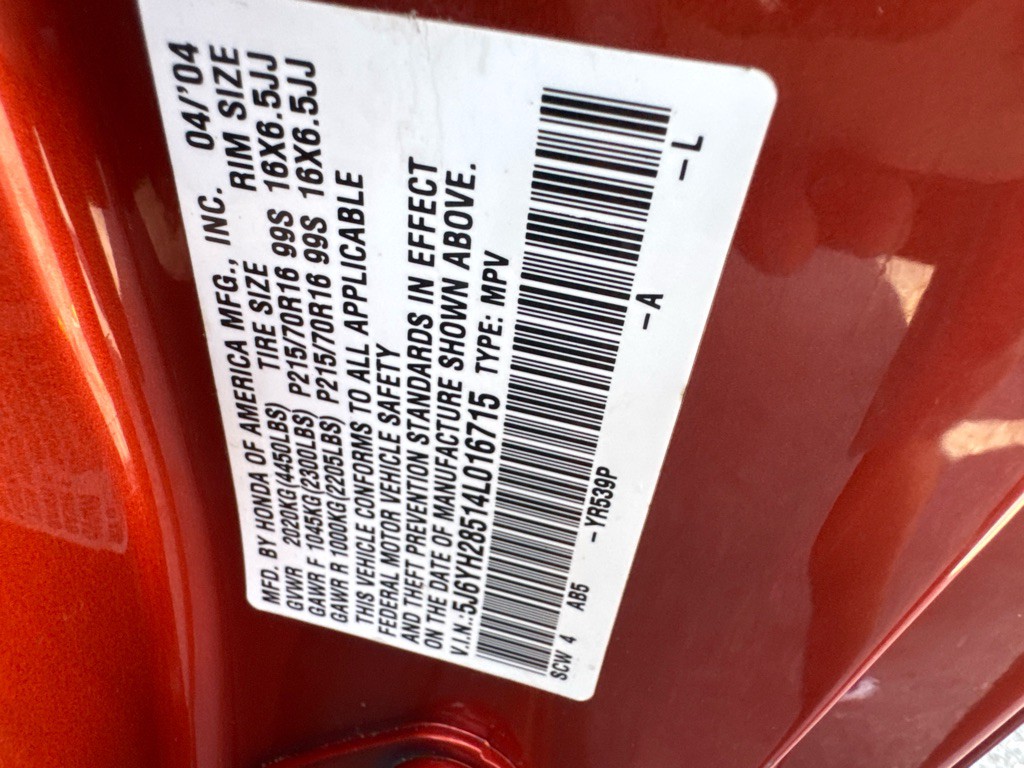 MFD. BY HONDA OF AMERICA MFG., INC. 04/'04
GVWR 2020KG(4450LBS) TIRE SIZE RIM SIZE
GAWR F 1045KG(2300LBS) P215/70R16 99S 16X6.5JJ
GAWR R 1000KG(2205LBS) P215/70R16 99S 16X6.5JJ
THIS VEHICLE CONFORMS TO ALL APPLICABLE
FEDERAL MOTOR VEHICLE SAFETY
AND THEFT PREVENTION STANDARDS IN EFFECT
ON THE DATE OF MANUFACTURE SHOWN ABOVE.
V.I.N.:5J6YH28514L016715 TYPE: MPV
SCW 4 AB5 -YR539P -A -L